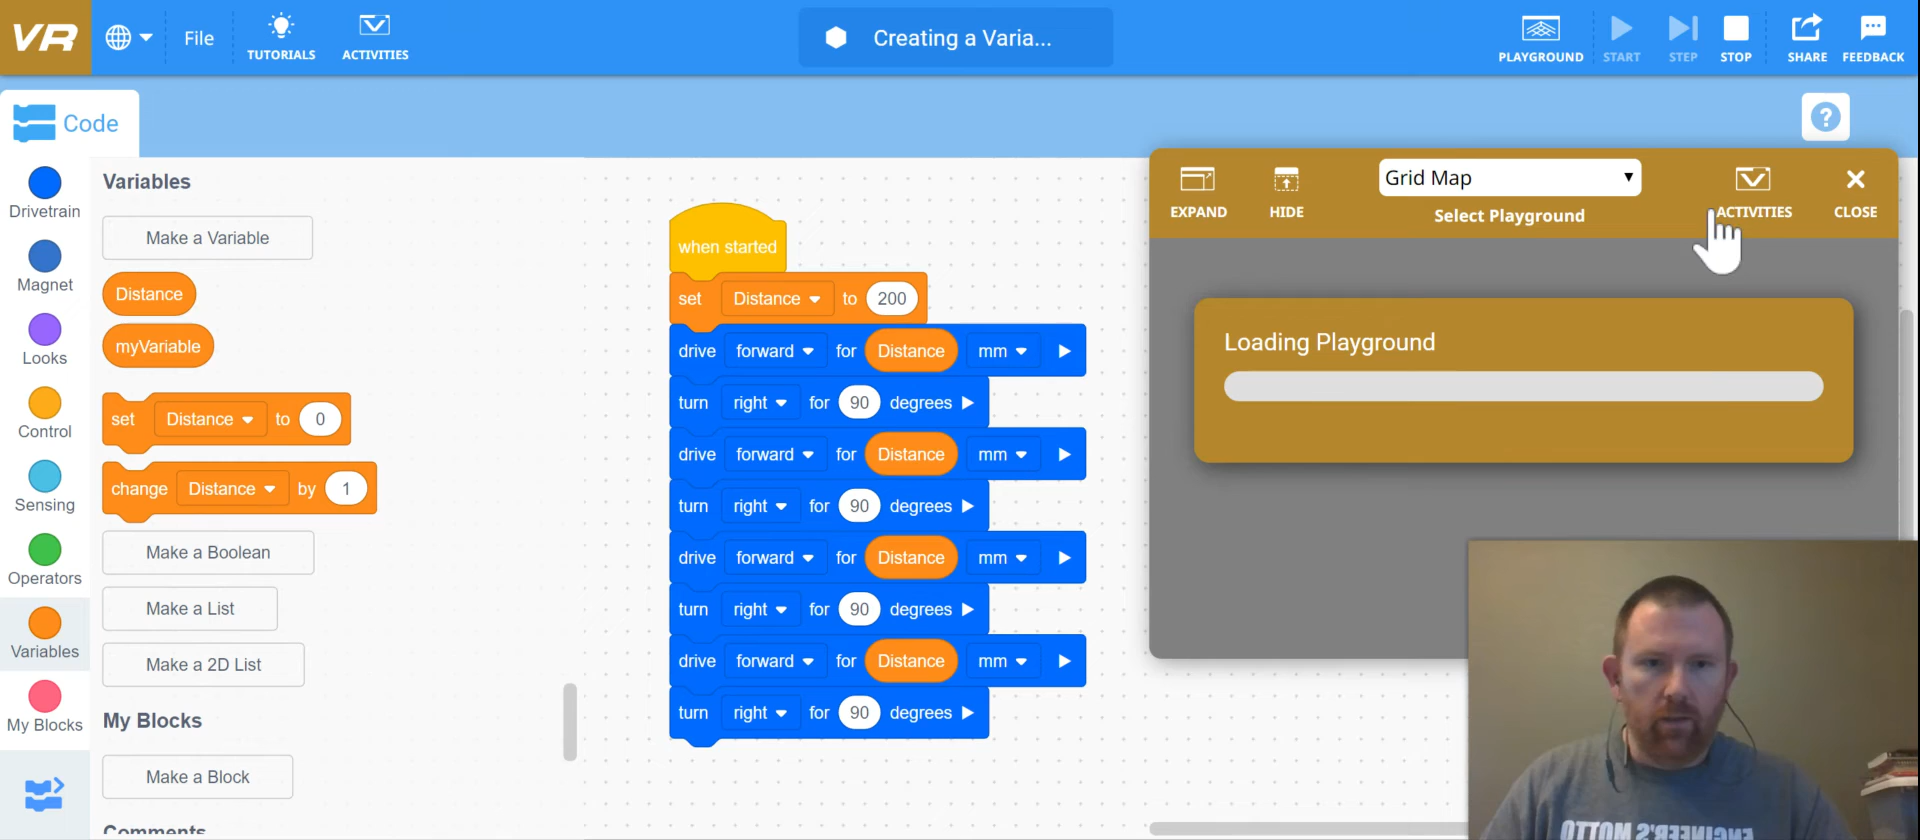 VR
File
TUTORIALS
ACTIVITIES
Creating a Varia...
PLAYGROUND
START
STEP
STOP
SHARE
FEEDBACK
Code
?
Drivetrain
Magnet
Looks
Control
Sensing
Operators
Variables
My Blocks
Variables
Make a Variable
Distance
myVariable
set Distance to 0
change Distance by 1
Make a Boolean
Make a List
Make a 2D List
My Blocks
Make a Block
Comments
when started
set Distance to 200
drive forward for Distance mm
turn right for 90 degrees
drive forward for Distance mm
turn right for 90 degrees
drive forward for Distance mm
turn right for 90 degrees
drive forward for Distance mm
turn right for 90 degrees
EXPAND
HIDE
Grid Map
Select Playground
ACTIVITIES
CLOSE
Loading Playground
ENGINEER'S MOTTO